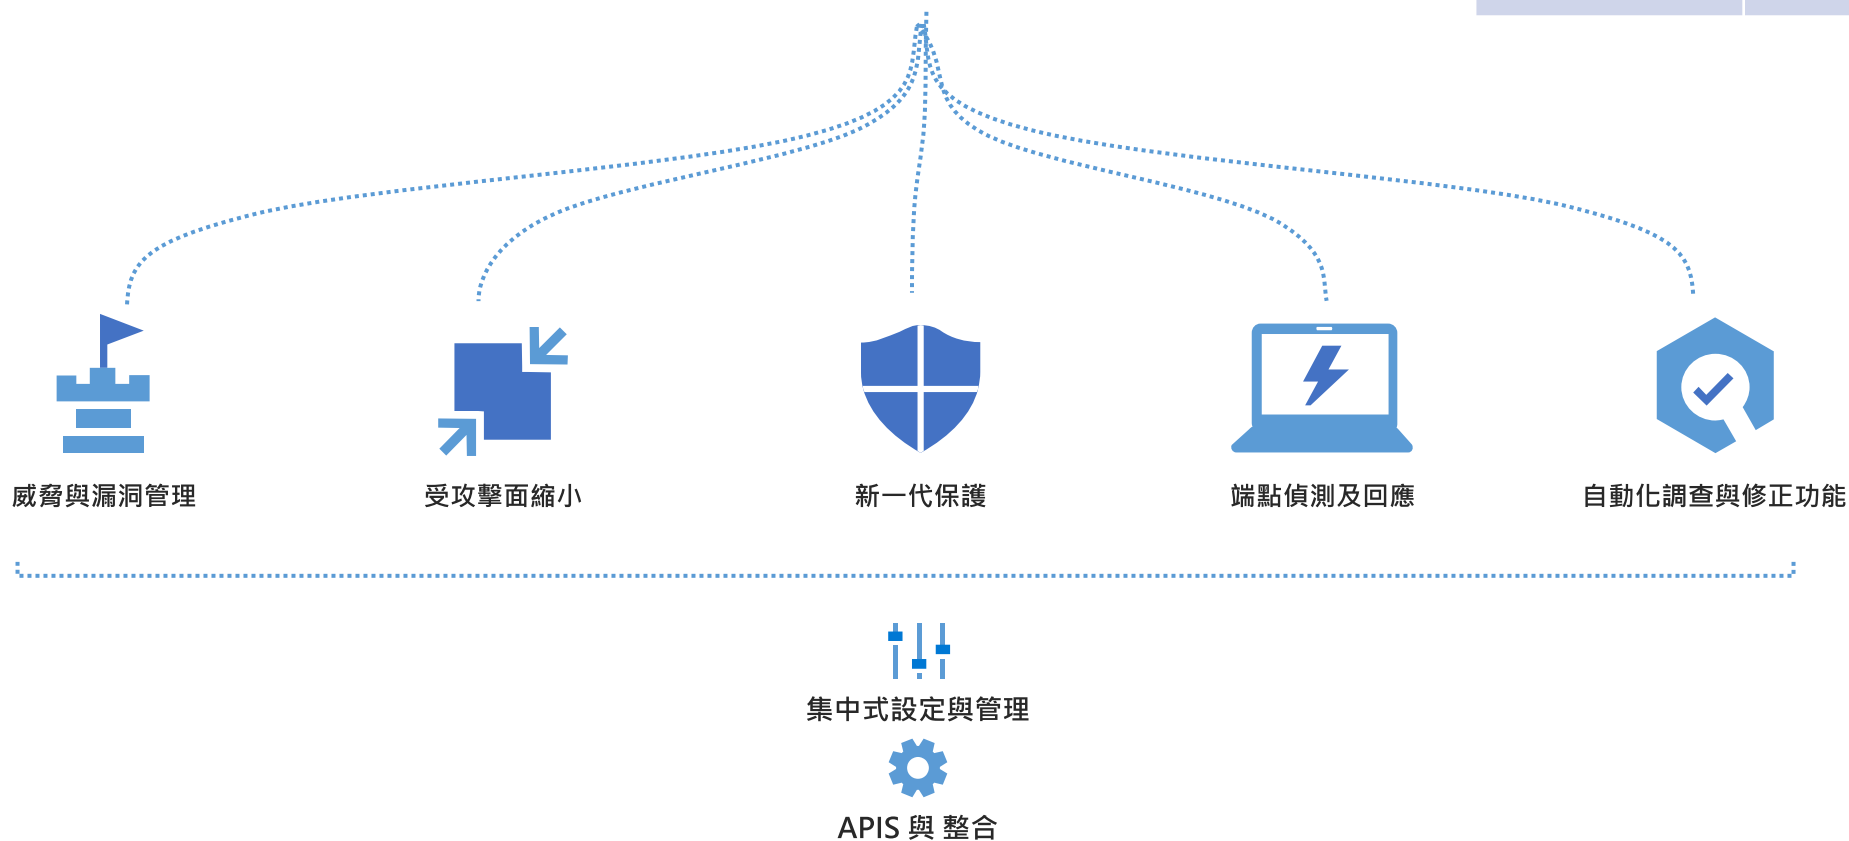 威脅與漏洞管理
受攻擊面縮小
新一代保護
端點偵測及回應
自動化調查與修正功能
集中式設定與管理
APIS 與 整合